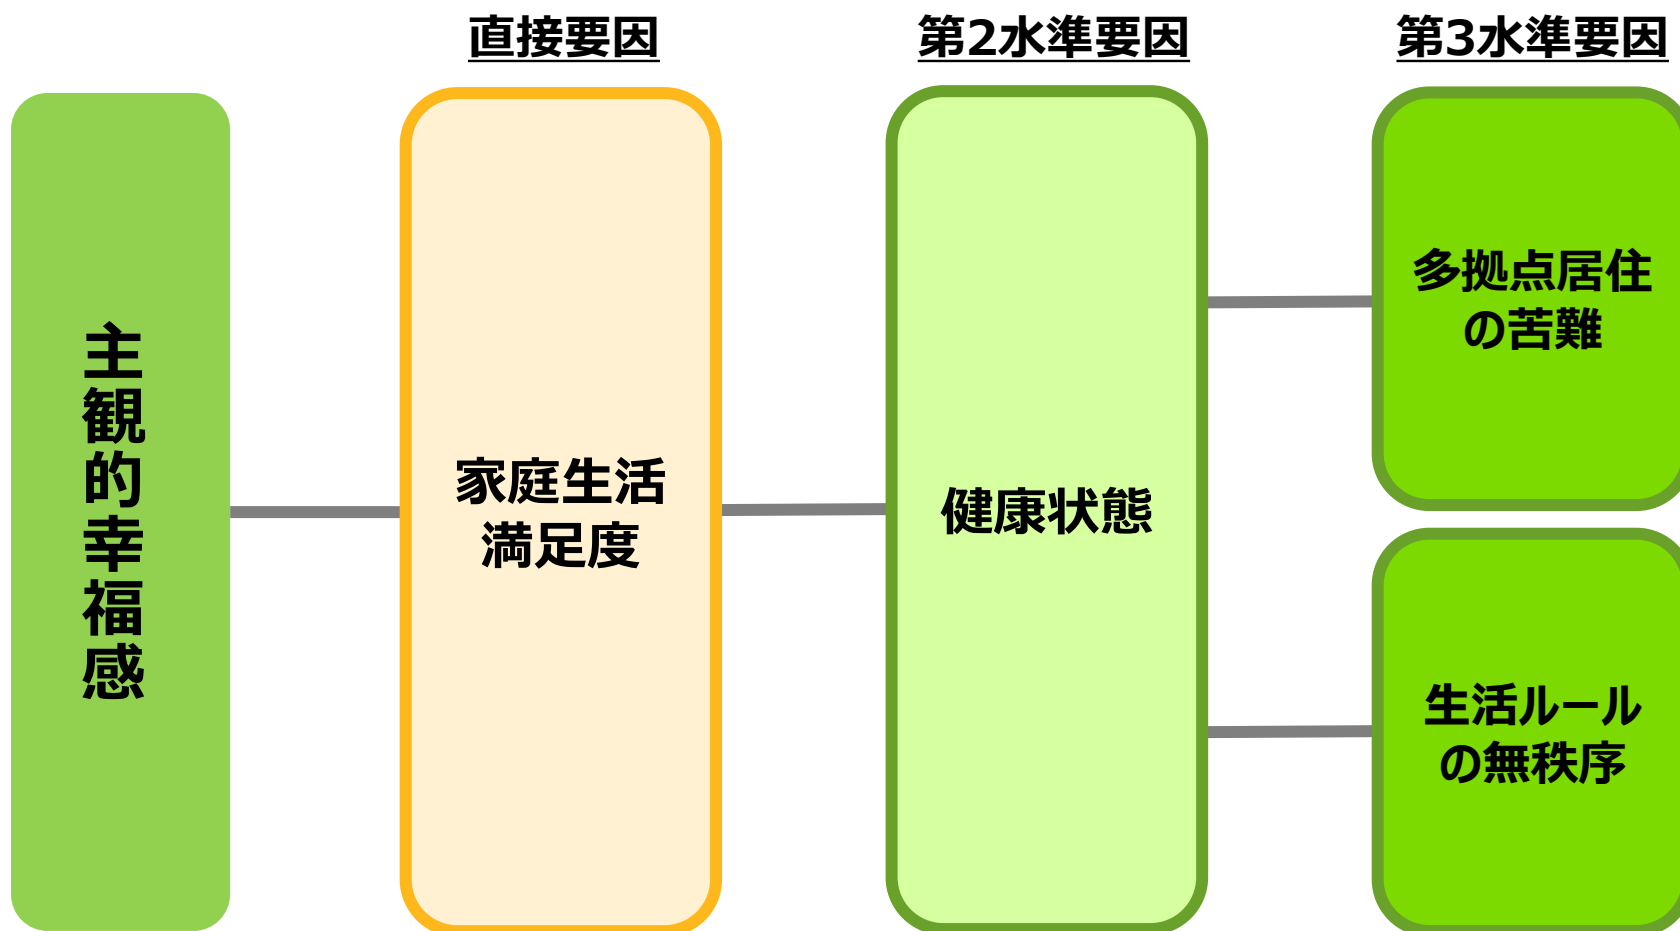 直接要因
第2水準要因
第3水準要因
主観的幸福感
家庭生活
満足度
健康状態
多拠点居住
の苦難
生活ルール
の無秩序